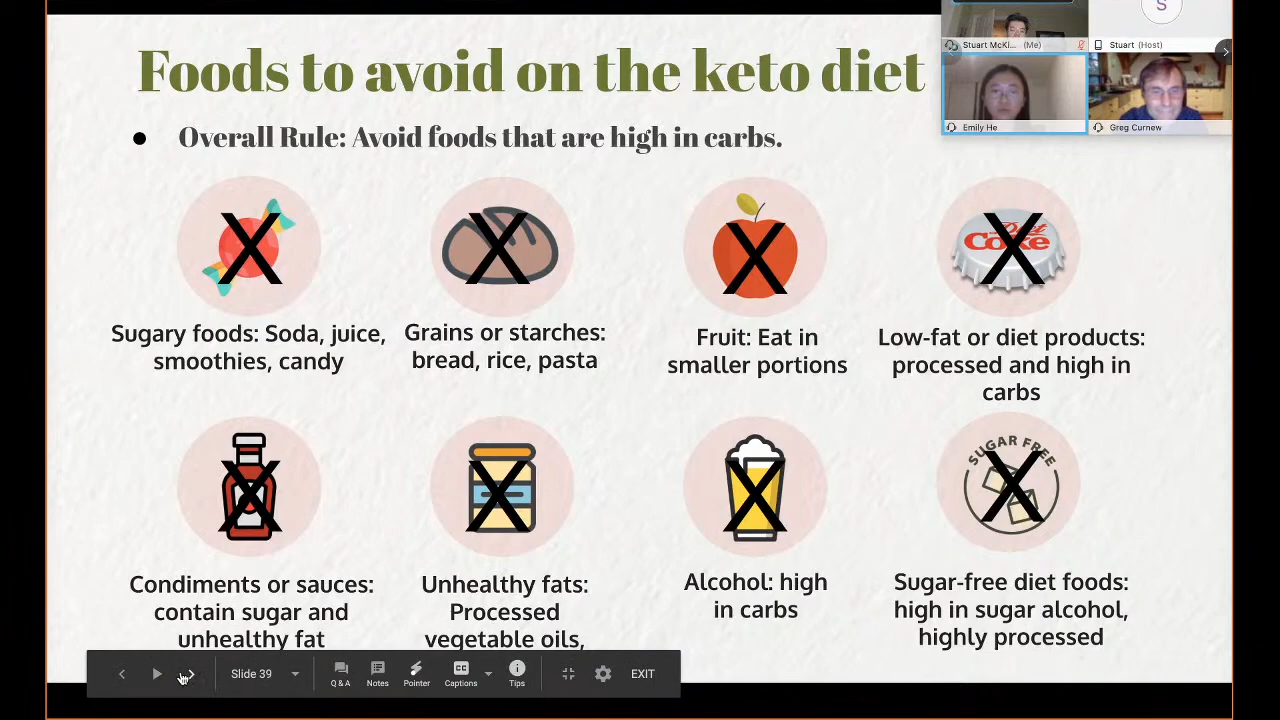 Foods to avoid on the keto diet
● Overall Rule: Avoid foods that are high in carbs.
S
Stuart McKi... (Me)
Stuart (Host)
Emily He
Greg Curnew
X
X
X
Diet
Coke
X
Sugary foods: Soda, juice,
smoothies, candy
Grains or starches:
bread, rice, pasta
Fruit: Eat in
smaller portions
Low-fat or diet products:
processed and high in
carbs
X
X
X
SUGAR FREE
X
Condiments or sauces:
contain sugar and
unhealthy fat
Unhealthy fats:
Processed
vegetable oils,
Alcohol: high
in carbs
Sugar-free diet foods:
high in sugar alcohol,
highly processed
Slide 39
Q & A
Notes
Pointer
CC
Captions
Tips
EXIT